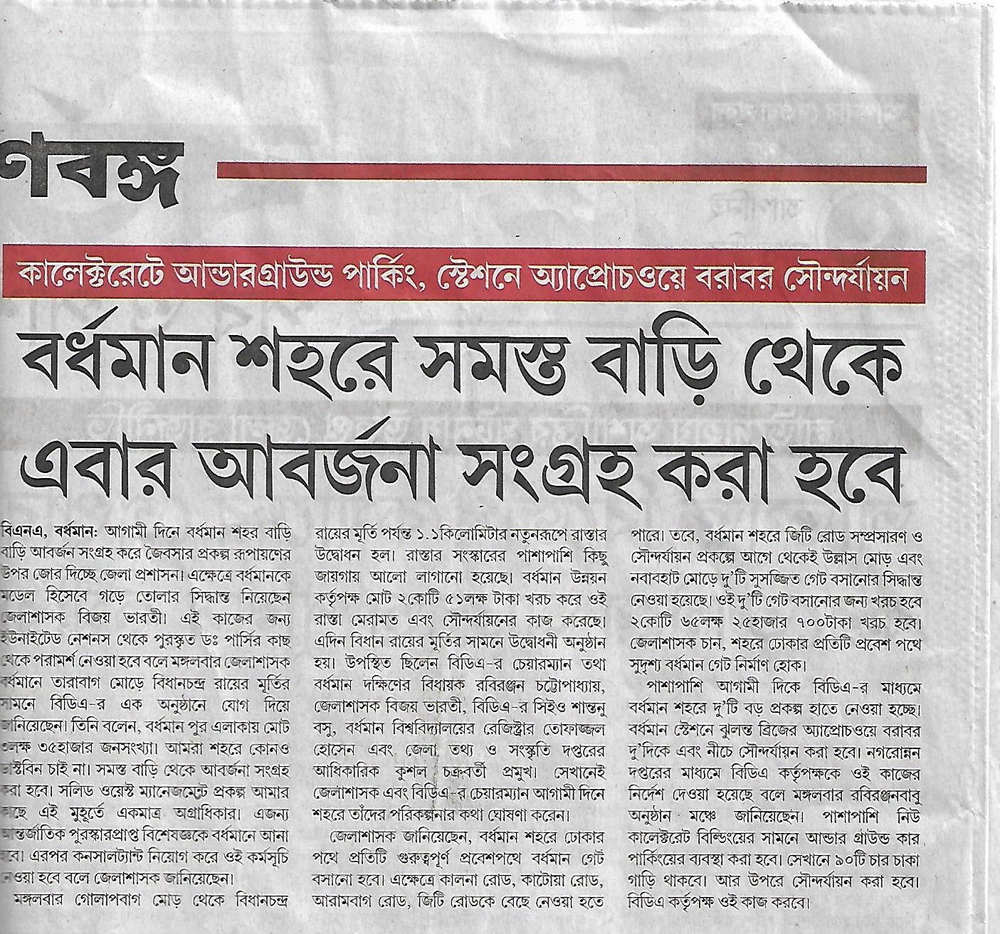 ণবঙ্গ
কালেক্টরেটে আন্ডারগ্রাউন্ড পার্কিং, স্টেশনে অ্যাপ্রোচওয়ে বরাবর সৌন্দর্যায়ন
বর্ধমান শহরে সমস্ত বাড়ি থেকে
এবার আবর্জনা সংগ্রহ করা হবে
বিএনএ, বর্ধমান: আগামী দিনে বর্ধমান শহর বাড়ি
বাড়ি আবর্জন সংগ্রহ করে জৈবসার প্রকল্প রূপায়ণের
উপর জোর দিচ্ছে জেলা প্রশাসন। এক্ষেত্রে বর্ধমানকে
মডেল হিসেবে গড়ে তোলার সিদ্ধান্ত নিয়েছেন
জেলাশাসক বিজয় ভারতী। এই কাজের জন্য
ইউনাইটেড নেশনস থেকে পুরস্কৃত ডঃ পার্সির কাছ
থেকে পরামর্শ নেওয়া হবে বলে মঙ্গলবার জেলাশাসক
বর্ধমানে তারাবাগ মোড়ে বিধানচন্দ্র রায়ের মূর্তির
সামনে বিডিএ-র এক অনুষ্ঠানে যোগ দিয়ে
জানিয়েছেন। তিনি বলেন, বর্ধমান পুর এলাকায় মোট
লক্ষ ৩৫হাজার জনসংখ্যা। আমরা শহরে কোনও
ডাস্টবিন চাই না। সমস্ত বাড়ি থেকে আবর্জনা সংগ্রহ
করা হবে। সলিড ওয়েস্ট ম্যানেজমেন্ট প্রকল্প আমার
কাছে এই মুহূর্তে একমাত্র অগ্রাধিকার। এজন্য
আন্তর্জাতিক পুরস্কারপ্রাপ্ত বিশেষজ্ঞকে বর্ধমানে আনা
হবে। এরপর কনসালট্যান্ট নিয়োগ করে ওই কর্মসূচি
নেওয়া হবে বলে জেলাশাসক জানিয়েছেন।
মঙ্গলবার গোলাপবাগ মোড় থেকে বিধানচন্দ্র
রায়ের মূর্তি পর্যন্ত ১.১কিলোমিটার নতুনরূপে রাস্তার
উদ্বোধন হল। রাস্তার সংস্কারের পাশাপাশি কিছু
জায়গায় আলো লাগানো হয়েছে। বর্ধমান উন্নয়ন
কর্তৃপক্ষ মোট ২কোটি ৫১লক্ষ টাকা খরচ করে ওই
রাস্তা মেরামত এবং সৌন্দর্যায়নের কাজ করেছে।
এদিন বিধান রায়ের মূর্তির সামনে উদ্বোধনী অনুষ্ঠান
হয়। উপস্থিত ছিলেন বিডিএ-র চেয়ারম্যান তথা
বর্ধমান দক্ষিণের বিধায়ক রবিরঞ্জন চট্টোপাধ্যায়,
জেলাশাসক বিজয় ভারতী, বিডিএ-র সিইও শান্তনু
বসু, বর্ধমান বিশ্ববিদ্যালয়ের রেজিস্ট্রার তোফাজ্জল
হোসেন এবং জেলা তথ্য ও সংস্কৃতি দপ্তরের
আধিকারিক কুশল চক্রবর্তী প্রমুখ। সেখানেই
জেলাশাসক এবং বিডিএ-র চেয়ারম্যান আগামী দিনে
শহরে তাঁদের পরিকল্পনার কথা ঘোষণা করেন।
জেলাশাসক জানিয়েছেন, বর্ধমান শহরে ঢোকার
পথে প্রতিটি গুরুত্বপূর্ণ প্রবেশপথে বর্ধমান গেট
বসানো হবে। এক্ষেত্রে কালনা রোড, কাটোয়া রোড,
আরামবাগ রোড, জিটি রোডকে বেছে নেওয়া হতে
পারে। তবে, বর্ধমান শহরে জিটি রোড সম্প্রসারণ ও
সৌন্দর্যায়ন প্রকল্পে আগে থেকেই উল্লাস মোড় এবং
নবাবহাট মোড়ে দু'টি সুসজ্জিত গেট বসানোর সিদ্ধান্ত
নেওয়া হয়েছে। ওই দু'টি গেট বসানোর জন্য খরচ হবে
২কোটি ৬৫লক্ষ ২৫হাজার ৭০০টাকা খরচ হবে।
জেলাশাসক চান, শহরে ঢোকার প্রতিটি প্রবেশ পথে
সুদৃশ্য বর্ধমান গেট নির্মাণ হোক।
পাশাপাশি আগামী দিকে বিডিএ-র মাধ্যমে
বর্ধমান শহরে দু'টি বড় প্রকল্প হাতে নেওয়া হচ্ছে।
বর্ধমান স্টেশনে ঝুলন্ত ব্রিজের অ্যাপ্রোচওয়ে বরাবর
দু'দিকে এবং নীচে সৌন্দর্যায়ন করা হবে। নগরোন্নন
দপ্তরের মাধ্যমে বিডিএ কর্তৃপক্ষকে ওই কাজের
নির্দেশ দেওয়া হয়েছে বলে মঙ্গলবার রবিরঞ্জনবাবু
অনুষ্ঠান মঞ্চে জানিয়েছেন। পাশাপাশি নিউ
কালেক্টরেট বিল্ডিংয়ের সামনে আন্ডার গ্রাউন্ড কার
পার্কিংয়ের ব্যবস্থা করা হবে। সেখানে ৯০টি চার চাকা
গাড়ি থাকবে। আর উপরে সৌন্দর্যায়ন করা হবে।
বিডিএ কর্তৃপক্ষ ওই কাজ করবে।